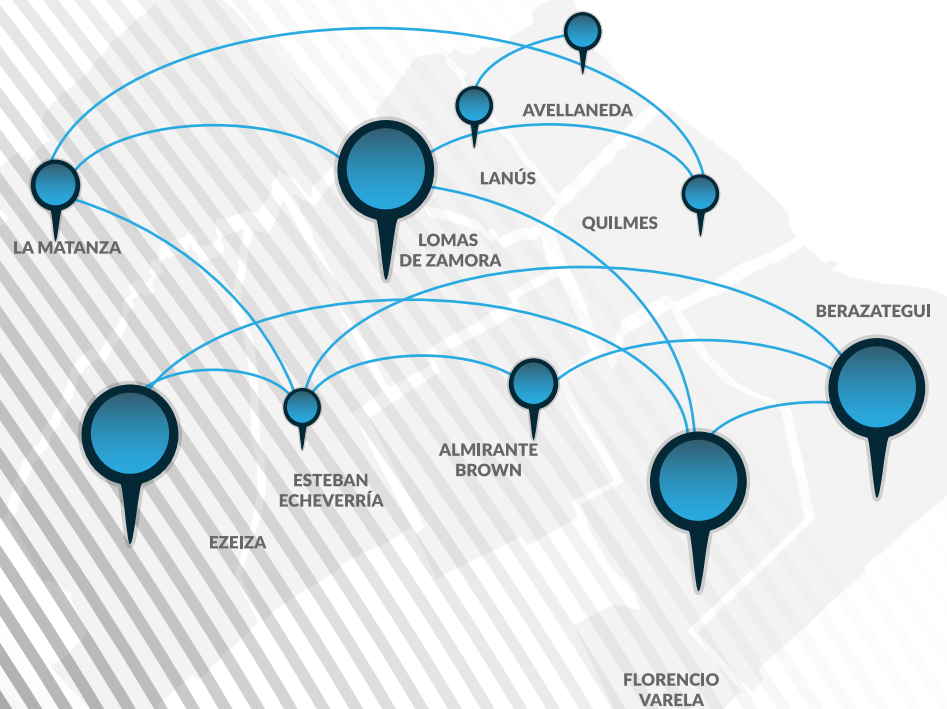 AVELLANEDA
LANÚS
QUILMES
LA MATANZA
LOMAS
DE ZAMORA
BERAZATEGUI
ALMIRANTE
BROWN
ESTEBAN
ECHEVERRÍA
EZEIZA
FLORENCIO
VARELA